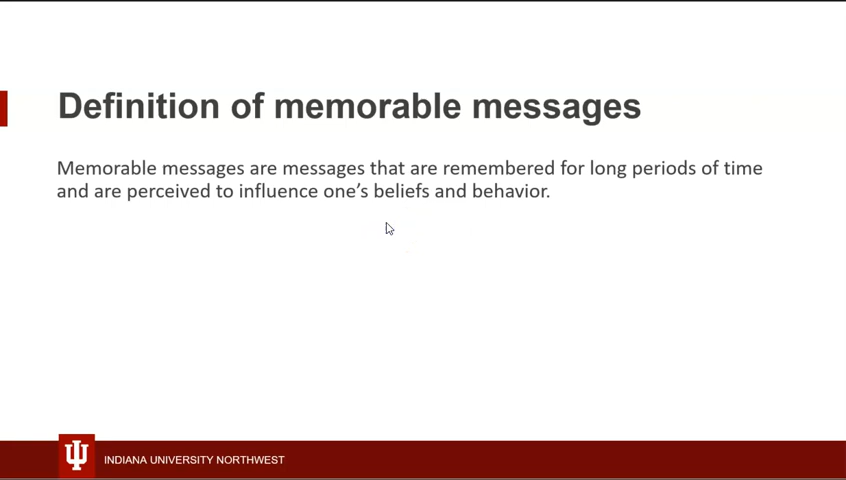 Definition of memorable messages
Memorable messages are messages that are remembered for long periods of time
and are perceived to influence one's beliefs and behavior.
INDIANA UNIVERSITY NORTHWEST